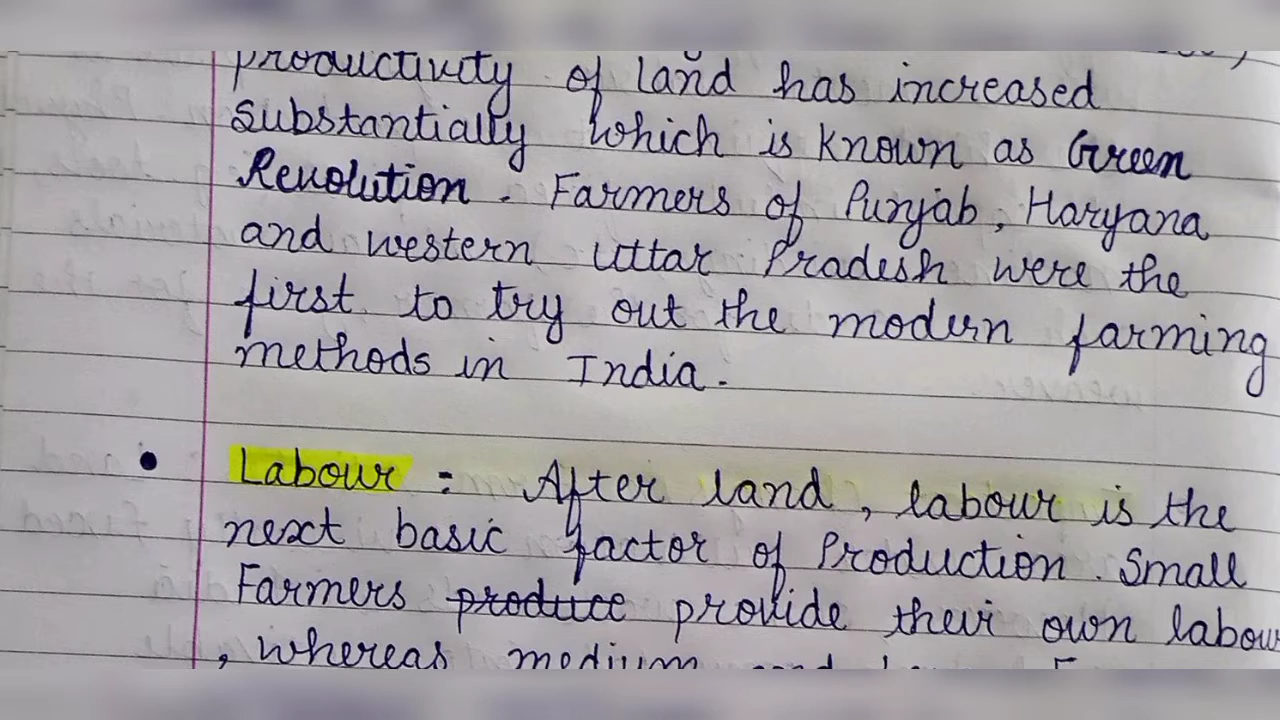 productivity of land has increased
substantially which is known as Green
Revolution. Farmers of Punjab, Haryana
and western Uttar Pradesh were the
first to try out the modern farming
methods in India.
• Labour : After land, labour is the
next basic factor of Production. Small
Farmers ~~produce~~ provide their own labour
, whereas medium and